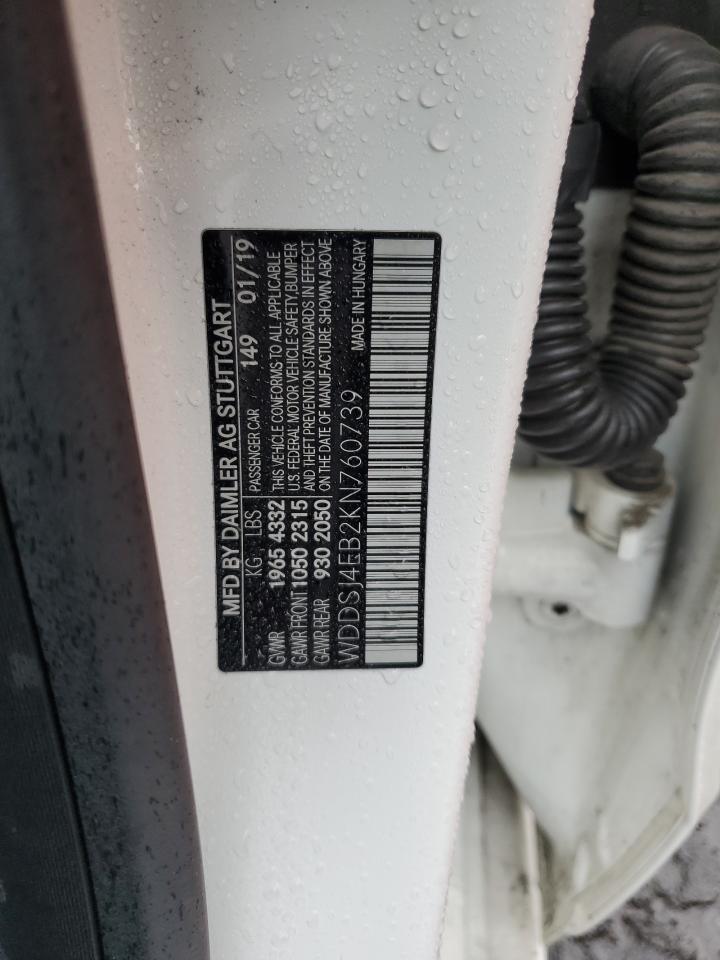 MFD BY DAIMLER AG STUTTGART
KG LBS PASSENGER CAR 149 01/19
GVWR 1965 4332 THIS VEHICLE CONFORMS TO ALL APPLICABLE
GAWR FRONT 1050 2315 U.S. FEDERAL MOTOR VEHICLE SAFETY, BUMPER
AND THEFT PREVENTION STANDARDS IN EFFECT
GAWR REAR 930 2050 ON THE DATE OF MANUFACTURE SHOWN ABOVE
WDDSJ4EB2KN760739 MADE IN HUNGARY